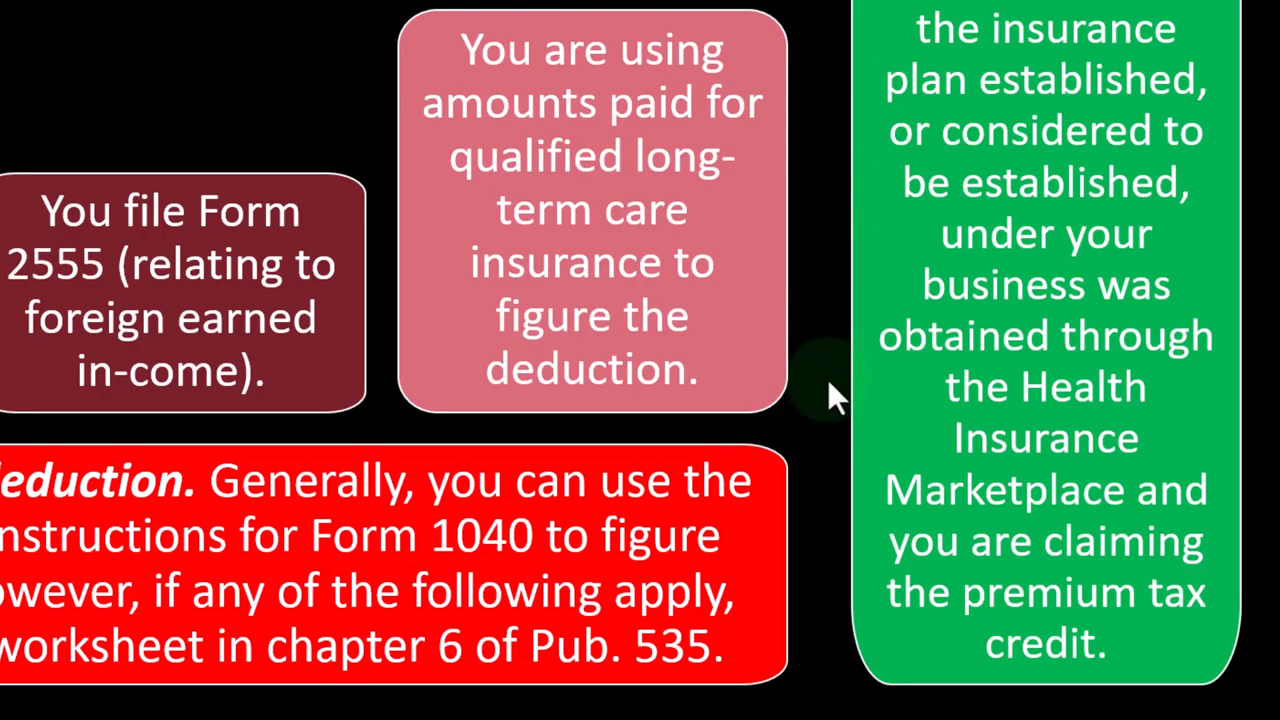 You file Form
2555 (relating to
foreign earned
in-come).
You are using
amounts paid for
qualified long-
term care
insurance to
figure the
deduction.
the insurance
plan established,
or considered to
be established,
under your
business was
obtained through
the Health
Insurance
Marketplace and
you are claiming
the premium tax
credit.
eduction. Generally, you can use the
nstructions for Form 1040 to figure
owever, if any of the following apply,
worksheet in chapter 6 of Pub. 535.